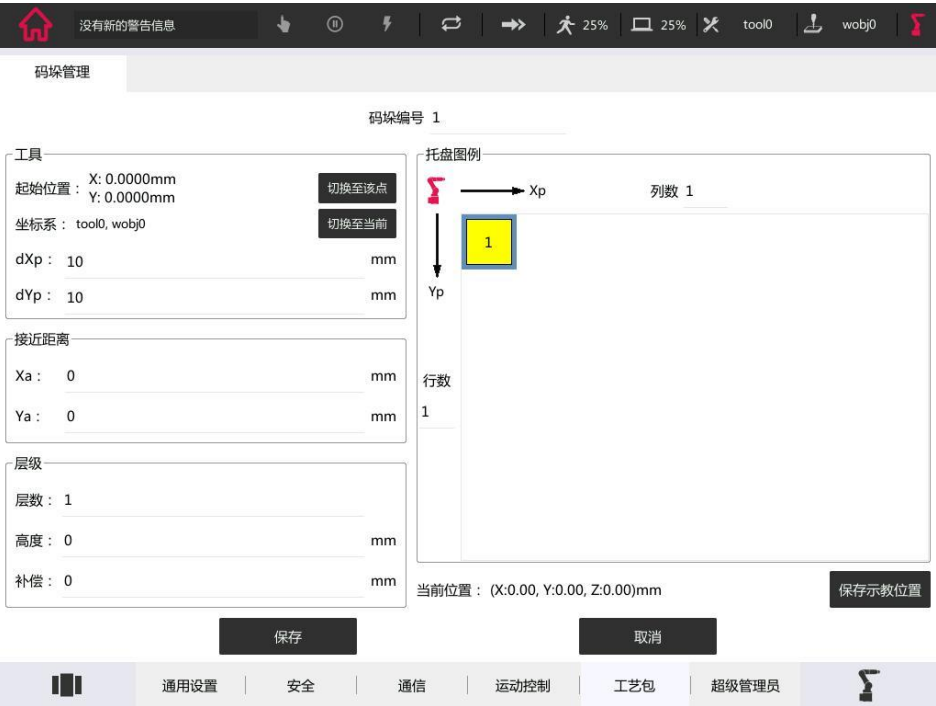 没有新的警告信息 25% 25% tool0 wobj0
码垛管理
码垛编号 1
工具
起始位置： X: 0.0000mm
Y: 0.0000mm
切换至该点
坐标系： tool0, wobj0 切换至当前
dXp： 10 mm
dYp： 10 mm
接近距离
Xa： 0 mm
Ya： 0 mm
层级
层数： 1
高度： 0 mm
补偿： 0 mm
托盘图例
Xp 列数 1
1
Yp
行数
1
当前位置： (X:0.00, Y:0.00, Z:0.00)mm 保存示教位置
保存 取消
通用设置 安全 通信 运动控制 工艺包 超级管理员